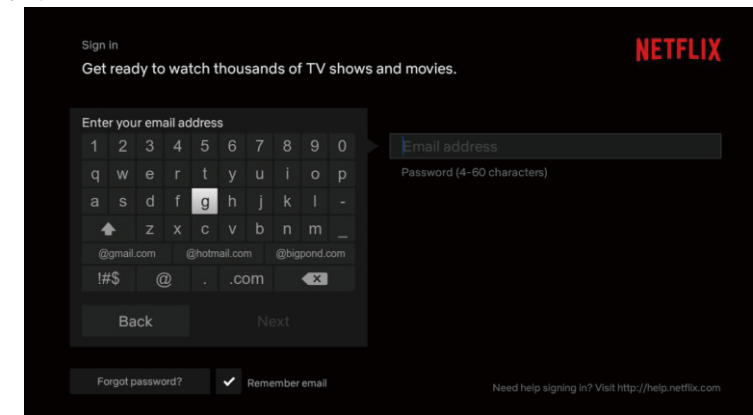 Sign in
NETFLIX
Get ready to watch thousands of TV shows and movies.
Enter your email address
1 2 3 4 5 6 7 8 9 0
Email address
q w e r t y u i o p
Password (4-60 characters)
a s d f g h j k l -
z x c v b n m _
@gmail.com @hotmail.com @bigpond.com
!#$ @ . .com
Back Next
Forgot password? Remember email
Need help signing in? Visit http://help.netflix.com